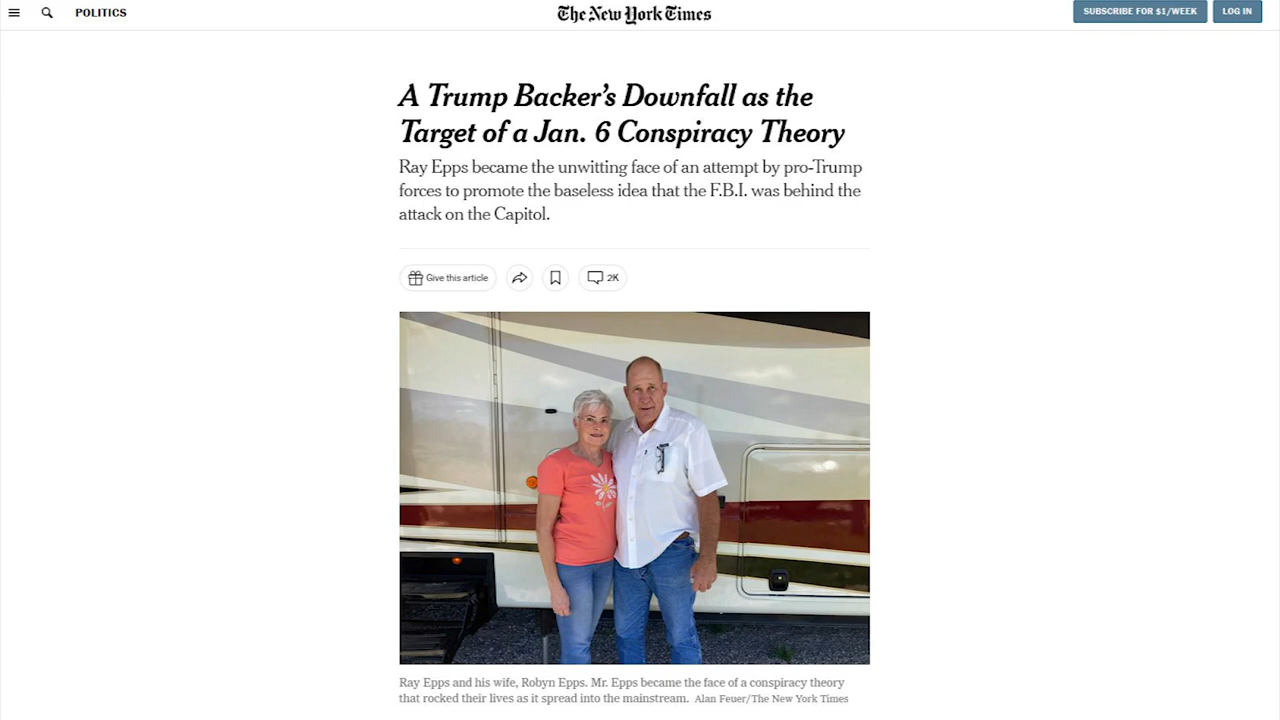 POLITICS
The New York Times
SUBSCRIBE FOR $1/WEEK
LOG IN
A Trump Backer's Downfall as the
Target of a Jan. 6 Conspiracy Theory
Ray Epps became the unwitting face of an attempt by pro-Trump
forces to promote the baseless idea that the F.B.I. was behind the
attack on the Capitol.
Give this article
2K
Ray Epps and his wife, Robyn Epps. Mr. Epps became the face of a conspiracy theory
that rocked their lives as it spread into the mainstream. Alan Feuer/The New York Times